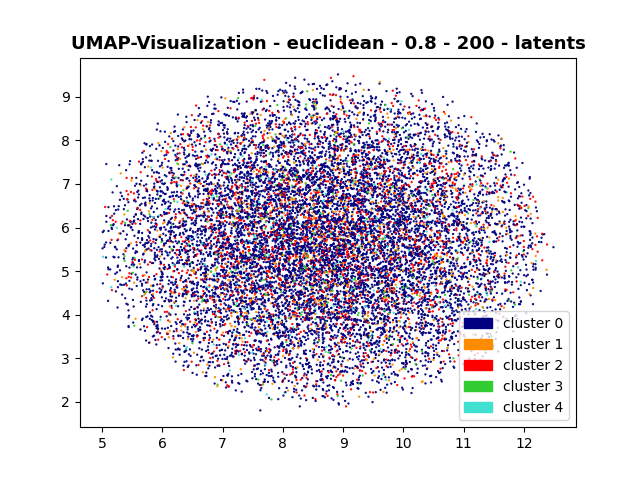 UMAP-Visualization - euclidean - 0.8 - 200 - latents
9
8
7
6
5
4
3
2
5 6 7 8 9 10 11 12
cluster 0
cluster 1
cluster 2
cluster 3
cluster 4